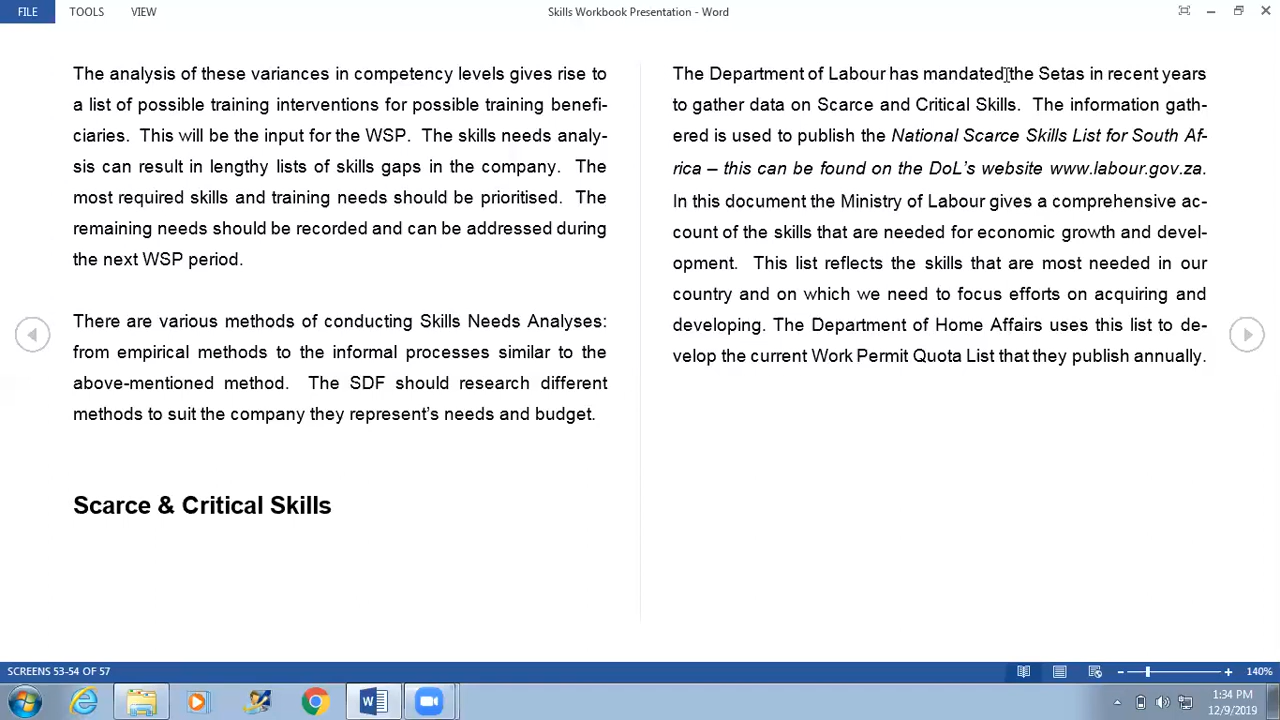 FILE TOOLS VIEW Skills Workbook Presentation - Word
The analysis of these variances in competency levels gives rise to
a list of possible training interventions for possible training benefi-
ciaries. This will be the input for the WSP. The skills needs analy-
sis can result in lengthy lists of skills gaps in the company. The
most required skills and training needs should be prioritised. The
remaining needs should be recorded and can be addressed during
the next WSP period.
There are various methods of conducting Skills Needs Analyses:
from empirical methods to the informal processes similar to the
above-mentioned method. The SDF should research different
methods to suit the company they represent's needs and budget.
Scarce & Critical Skills
The Department of Labour has mandated the Setas in recent years
to gather data on Scarce and Critical Skills. The information gath-
ered is used to publish the National Scarce Skills List for South Af-
rica – this can be found on the DoL's website www.labour.gov.za.
In this document the Ministry of Labour gives a comprehensive ac-
count of the skills that are needed for economic growth and devel-
opment. This list reflects the skills that are most needed in our
country and on which we need to focus efforts on acquiring and
developing. The Department of Home Affairs uses this list to de-
velop the current Work Permit Quota List that they publish annually.
SCREENS 53-54 OF 57
140%
1:34 PM
12/9/2019